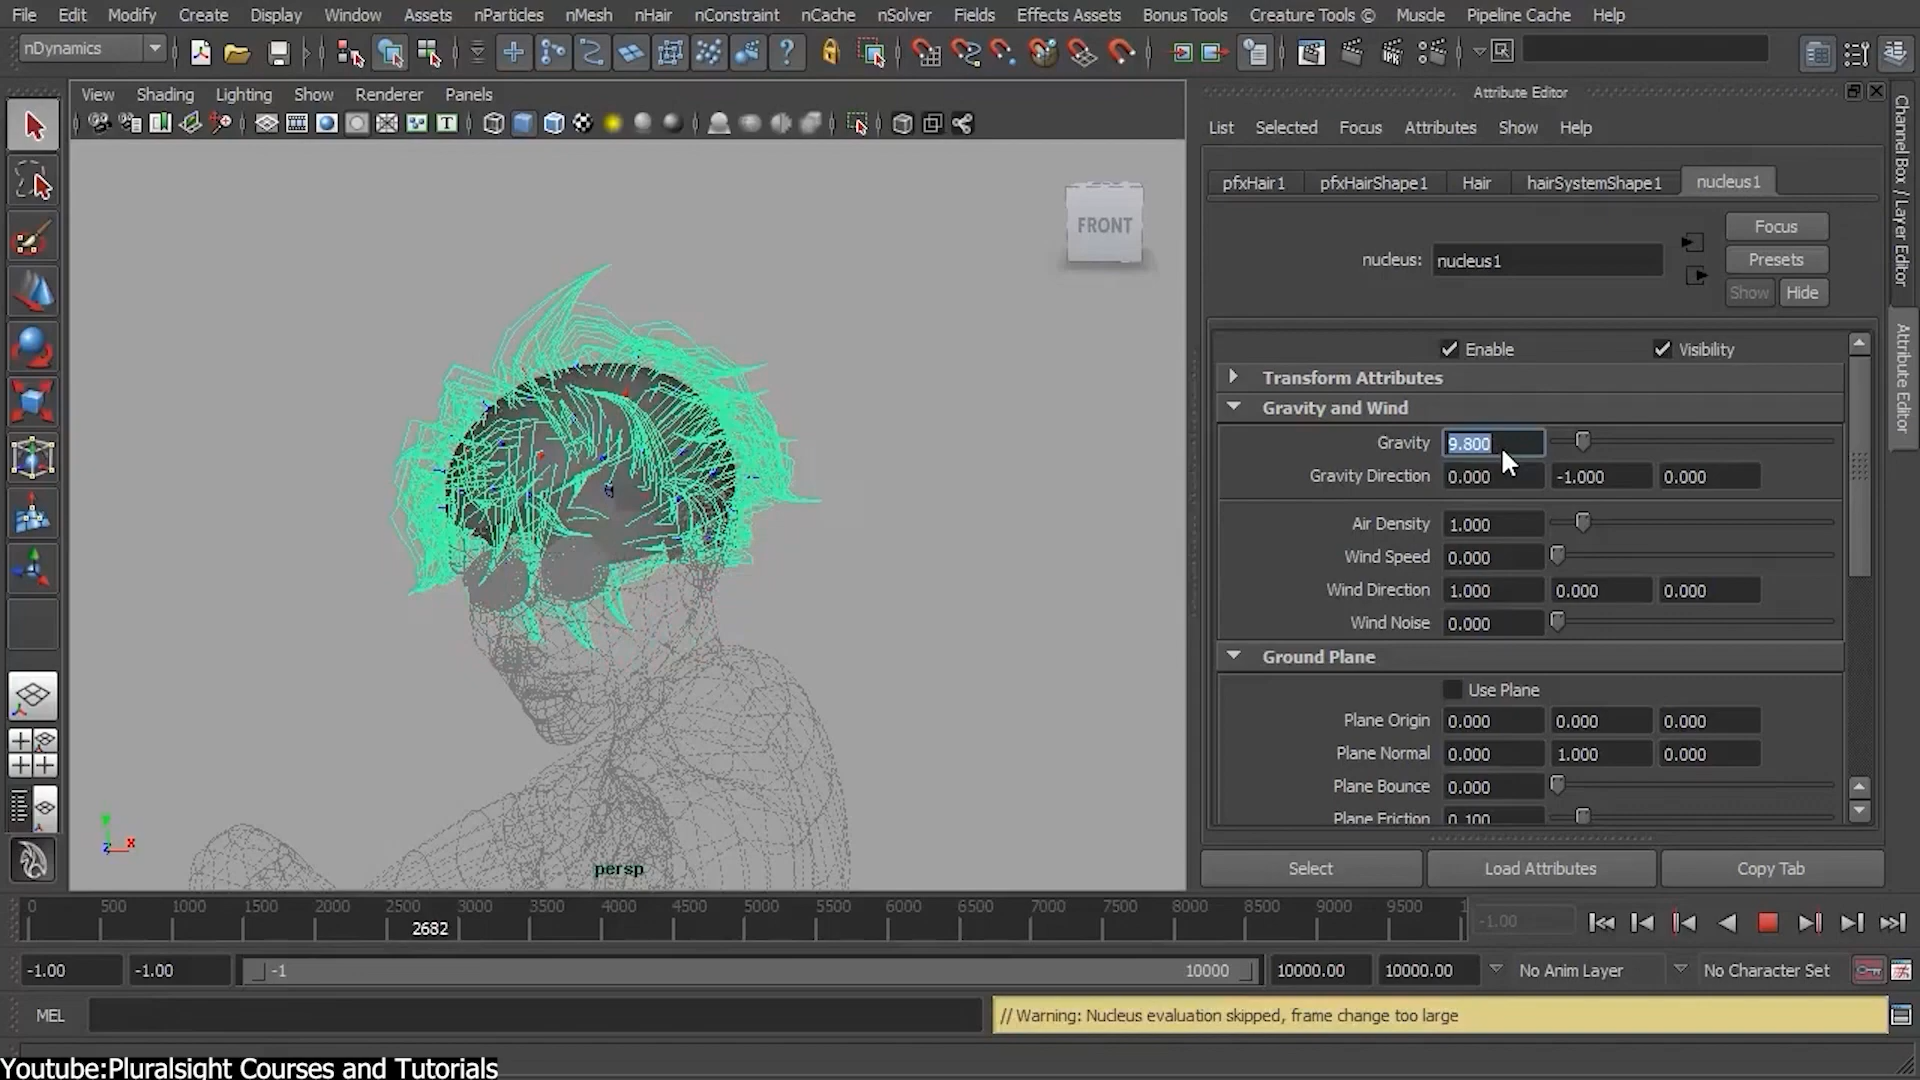 File Edit Modify Create Display Window Assets nParticles nMesh nHair nConstraint nCache nSolver Fields Effects Assets Bonus Tools Creature Tools © Muscle Pipeline Cache Help
nDynamics
IPR
View Shading Lighting Show Renderer Panels
FRONT
persp
Y
x
z
Attribute Editor
List Selected Focus Attributes Show Help
pfxHair1 pfxHairShape1 Hair hairSystemShape1 nucleus1
nucleus: nucleus1
Focus
Presets
Show Hide
Enable Visibility
Transform Attributes
Gravity and Wind
Gravity 9.800
Gravity Direction 0.000 -1.000 0.000
Air Density 1.000
Wind Speed 0.000
Wind Direction 1.000 0.000 0.000
Wind Noise 0.000
Ground Plane
Use Plane
Plane Origin 0.000 0.000 0.000
Plane Normal 0.000 1.000 0.000
Plane Bounce 0.000
Plane Friction 0.100
Select Load Attributes Copy Tab
Channel Box / Layer Editor
Attribute Editor
0 500 1000 1500 2000 2500 3000 3500 4000 4500 5000 5500 6000 6500 7000 7500 8000 8500 9000 9500 1
2682
-1.00
-1.00 -1.00 -1 10000 10000.00 10000.00 No Anim Layer No Character Set
MEL // Warning: Nucleus evaluation skipped, frame change too large
Youtube:Pluralsight Courses and Tutorials